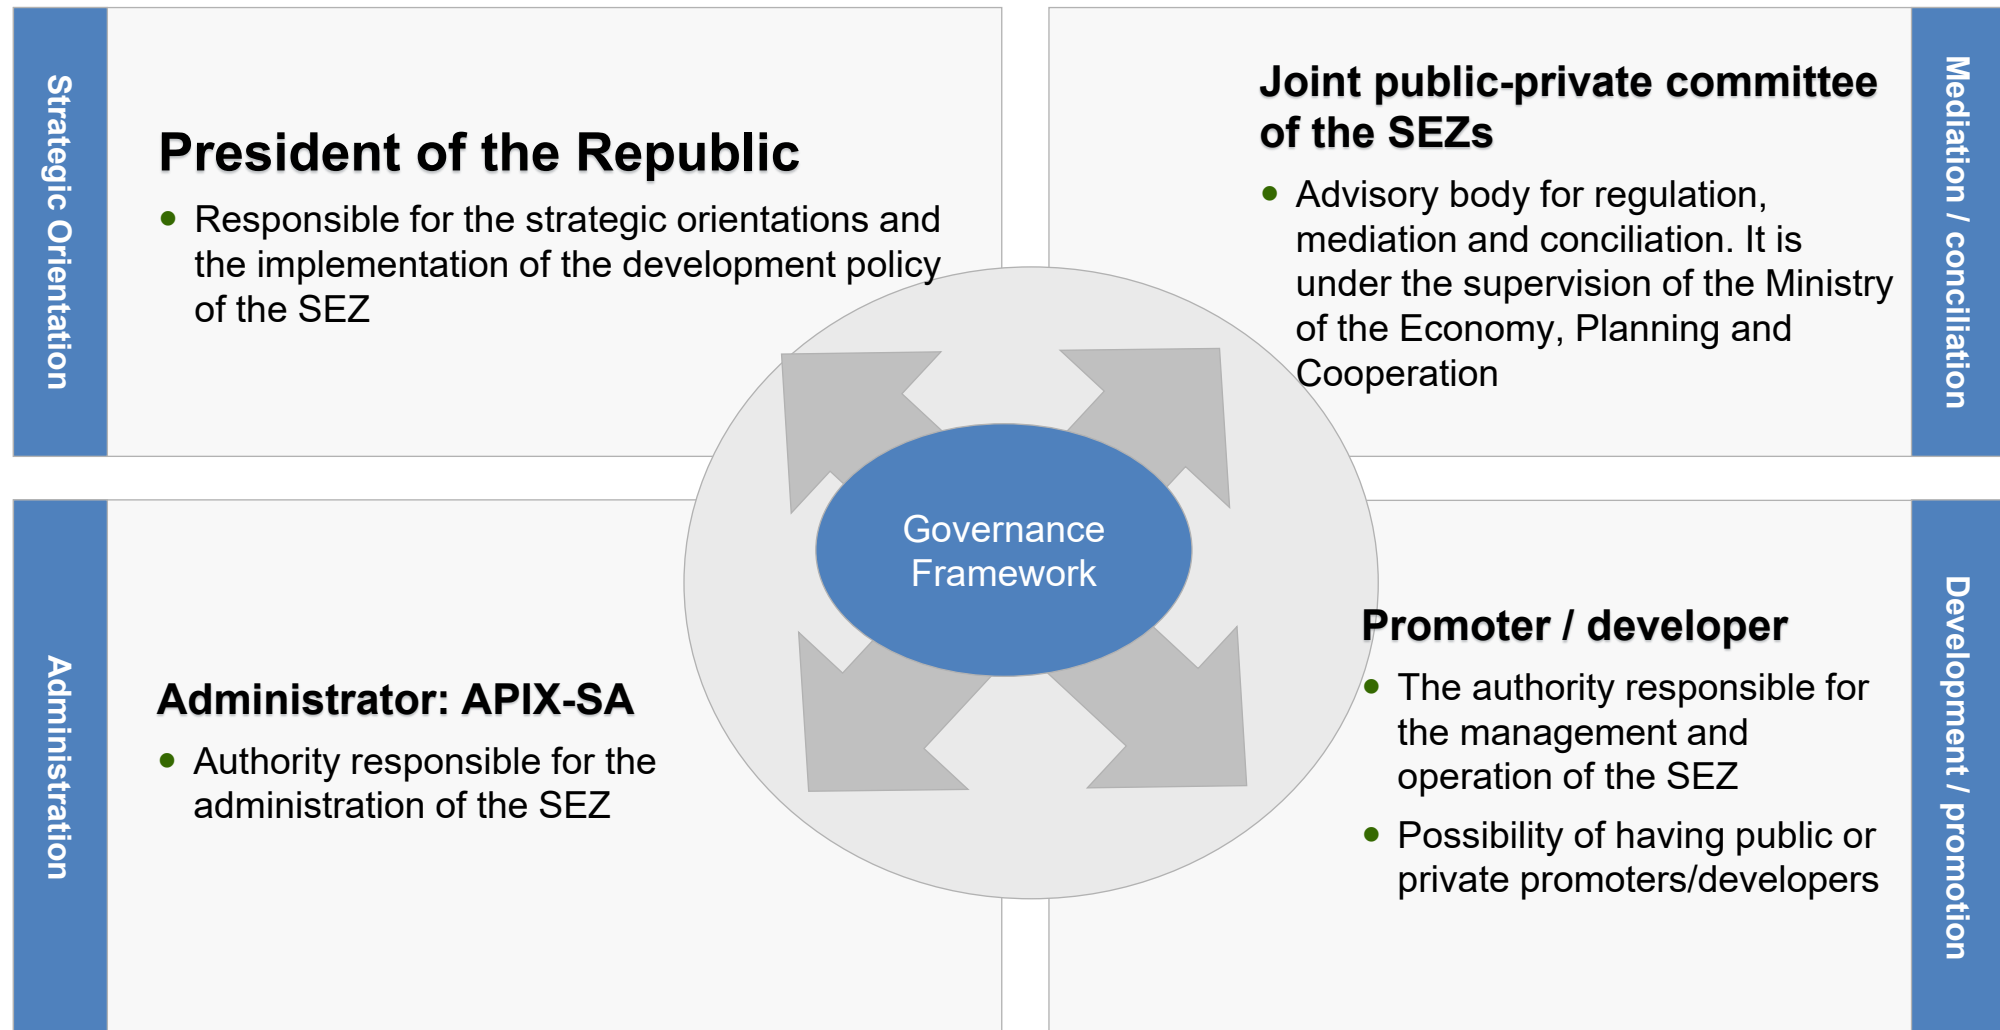 Strategic Orientation
President of the Republic
• Responsible for the strategic orientations and
the implementation of the development policy
of the SEZ
Joint public-private committee
of the SEZs
• Advisory body for regulation,
mediation and conciliation. It is
under the supervision of the Ministry
of the Economy, Planning and
Cooperation
Mediation / conciliation
Governance
Framework
Administration
Administrator: APIX-SA
• Authority responsible for the
administration of the SEZ
Promoter / developer
• The authority responsible for
the management and
operation of the SEZ
• Possibility of having public or
private promoters/developers
Development / promotion